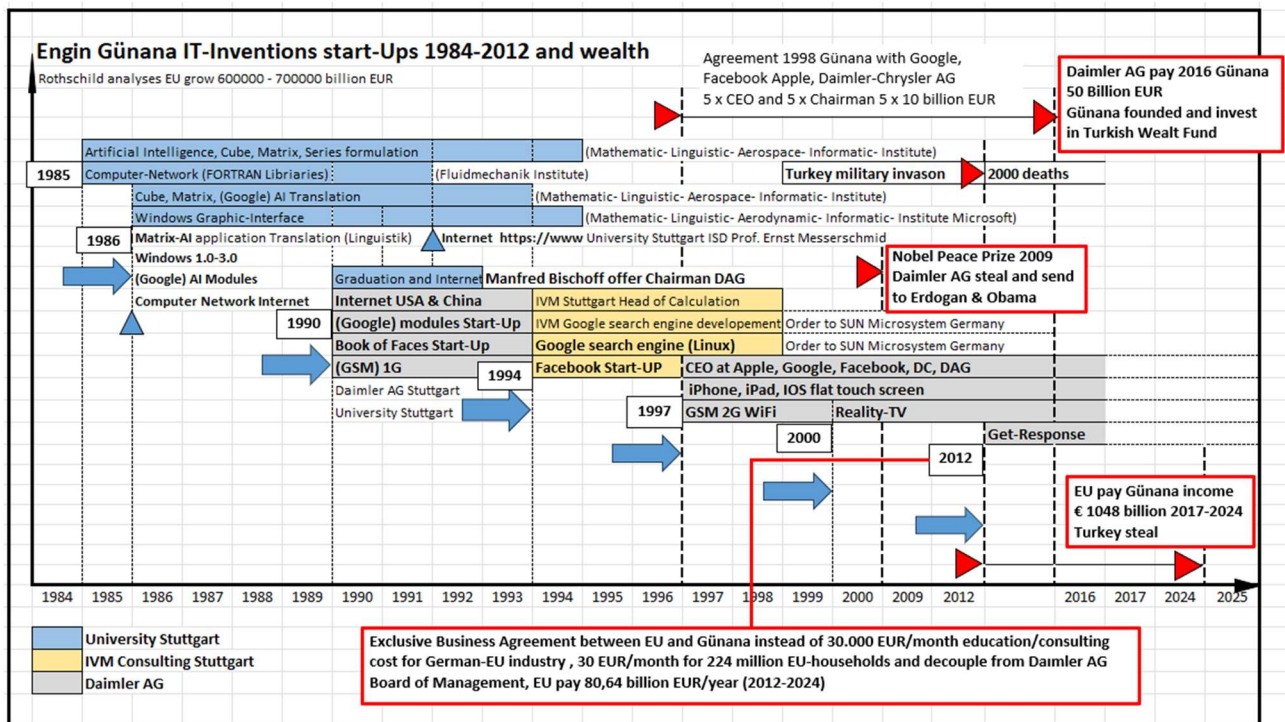 Engin Günana IT-Inventions start-Ups 1984-2012 and wealth
Rothschild analyses EU grow 600000 - 700000 billion EUR
Agreement 1998 Günana with Google,
Facebook Apple, Daimler-Chrysler AG
5 x CEO and 5 x Chairman 5 x 10 billion EUR
Daimler AG pay 2016 Günana
50 Billion EUR
Günana founded and invest
in Turkish Wealt Fund
Artificial Intelligence, Cube, Matrix, Series formulation
(Mathematic- Linguistic- Aerospace- Informatic- Institute)
1985
Computer-Network (FORTRAN Libriaries)
(Fluidmechanik Institute)
Turkey military invason
2000 deaths
Cube, Matrix, (Google) AI Translation
(Mathematic- Linguistic- Aerospace- Informatic- Institute)
Windows Graphic-Interface
(Mathematic- Linguistic- Aerodynamic- Informatic- Institute Microsoft)
1986
Matrix-AI application Translation (Linguistik)
Internet https://www University Stuttgart ISD Prof. Ernst Messerschmid
Windows 1.0-3.0
(Google) AI Modules
Computer Network Internet
Nobel Peace Prize 2009
Daimler AG steal and send
to Erdogan & Obama
Graduation and Internet
Manfred Bischoff offer Chairman DAG
Internet USA & China
IVM Stuttgart Head of Calculation
1990
(Google) modules Start-Up
IVM Google search engine developement
Order to SUN Microsystem Germany
Book of Faces Start-Up
Google search engine (Linux)
Order to SUN Microsystem Germany
(GSM) 1G
1994
Facebook Start-UP
CEO at Apple, Google, Facebook, DC, DAG
Daimler AG Stuttgart
iPhone, iPad, IOS flat touch screen
University Stuttgart
1997
GSM 2G WiFi
Reality-TV
2000
Get-Response
2012
EU pay Günana income
€ 1048 billion 2017-2024
Turkey steal
1984 1985 1986 1987 1988 1989 1990 1991 1992 1993 1994 1995 1996 1997 1998 1999 2000 2009 2012 2016 2017 2024 2025
University Stuttgart
IVM Consulting Stuttgart
Daimler AG
Exclusive Business Agreement between EU and Günana instead of 30.000 EUR/month education/consulting
cost for German-EU industry , 30 EUR/month for 224 million EU-households and decouple from Daimler AG
Board of Management, EU pay 80,64 billion EUR/year (2012-2024)